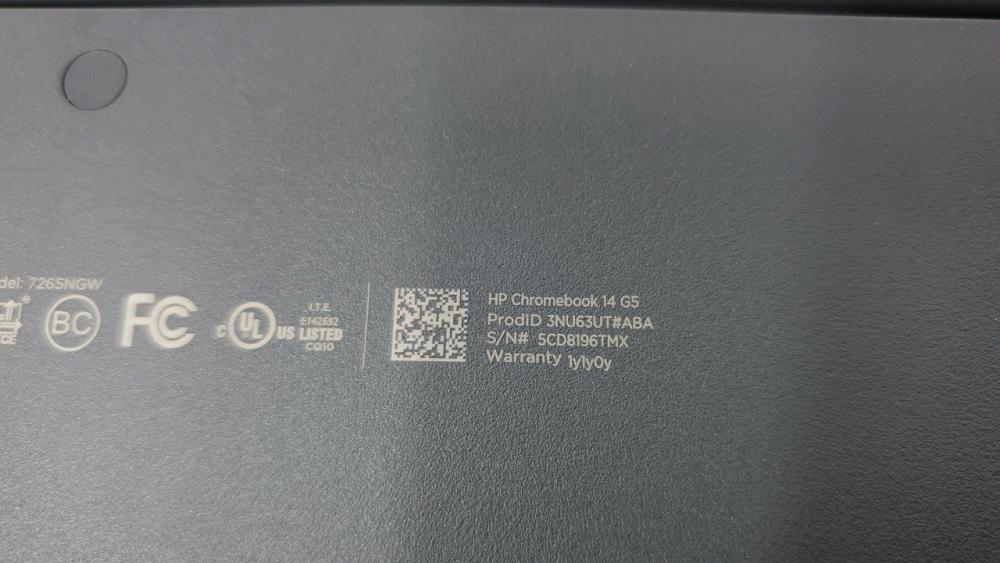 del: 7265NGW
® BC FC c UL US
I.T.E.
E142692
LISTED
CQ10
CE
HP Chromebook 14 G5
ProdID 3NU63UT#ABA
S/N# 5CD8196TMX
Warranty 1y1y0y